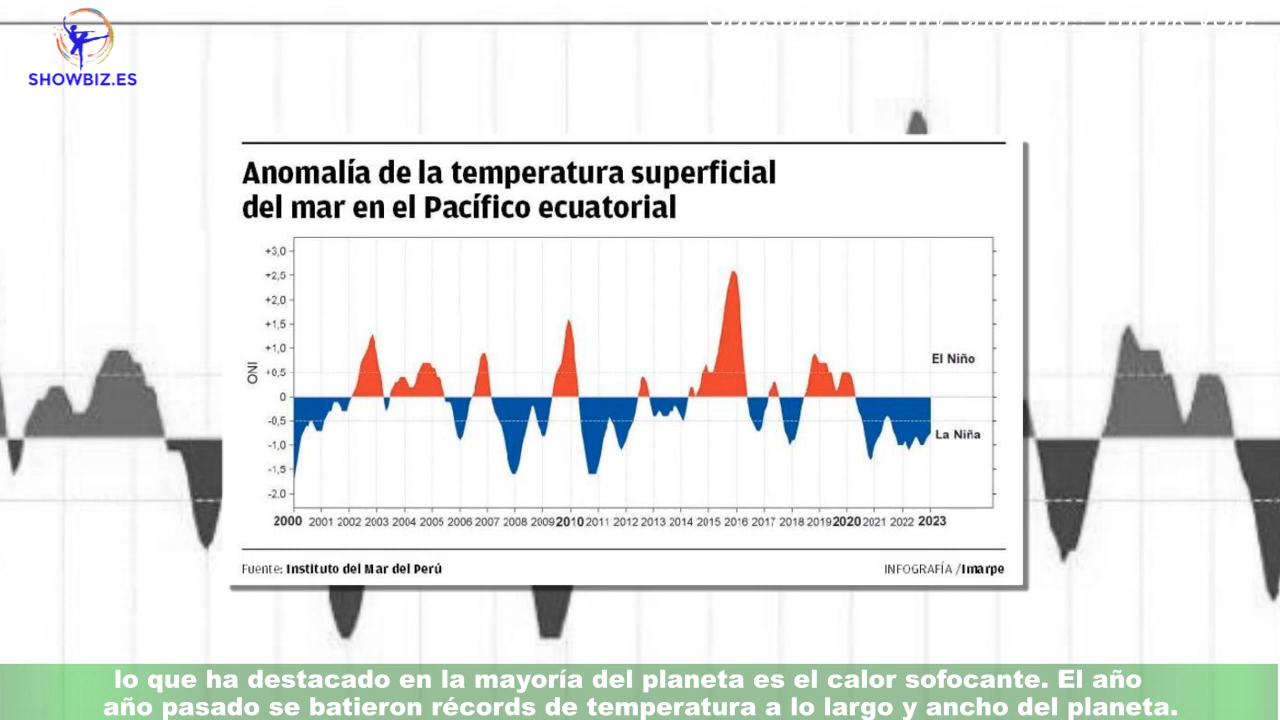 SHOWBIZ.ES
Anomalía de la temperatura superficial
del mar en el Pacífico ecuatorial
+3,0
+2,5
+2,0
+1,5
+1,0
+0,5
0
-0,5
-1,0
-1,5
-2.0
ONI
El Niño
La Niña
2000 2001 2002 2003 2004 2005 2006 2007 2008 2009 2010 2011 2012 2013 2014 2015 2016 2017 2018 2019 2020 2021 2022 2023
Fuente: Instituto del Mar del Perú
INFOGRAFÍA /Imarpe
lo que ha destacado en la mayoría del planeta es el calor sofocante. El año
año pasado se batieron récords de temperatura a lo largo y ancho del planeta.